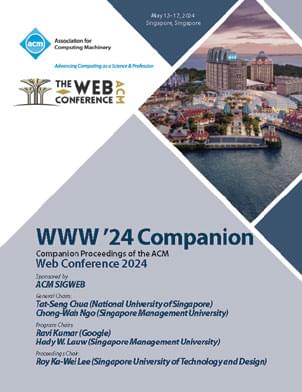 May 13–17, 2024
Singapore, Singapore
acm
Association for
Computing Machinery
Advancing Computing as a Science & Profession
THE WEB
CONFERENCE
ACM
WWW '24 Companion
Companion Proceedings of the ACM
Web Conference 2024
Sponsored by:
ACM SIGWEB
General Chairs:
Tat-Seng Chua (National University of Singapore)
Chong-Wah Ngo (Singapore Management University)
Program Chairs:
Ravi Kumar (Google)
Hady W. Lauw (Singapore Management University)
Proceedings Chair:
Roy Ka-Wei Lee (Singapore University of Technology and Design)